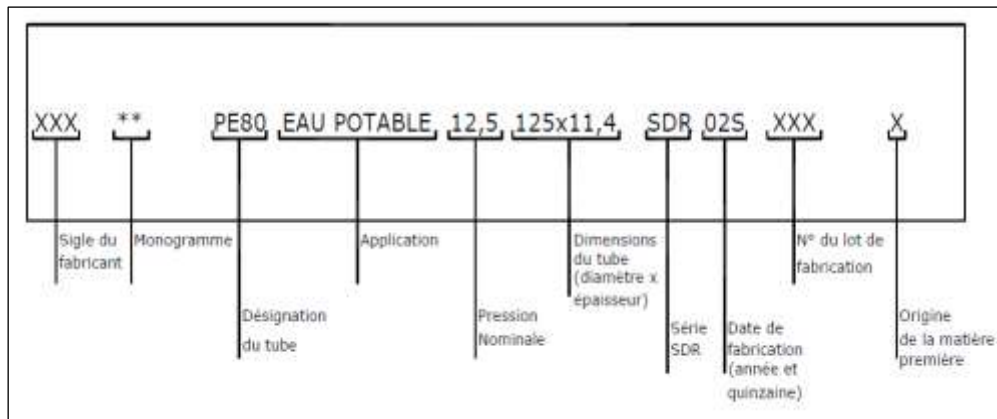 XXX ** PE80 EAU POTABLE 12,5 125x11,4 SDR 02S XXX X
Sigle du
fabricant
Monogramme
Application
Dimensions
du tube
(diamètre x
épaisseur)
N° du lot de
fabrication
Désignation
du tube
Pression
Nominale
Série
SDR
Date de
fabrication
(année et
quinzaine)
Origine
de la matière
première